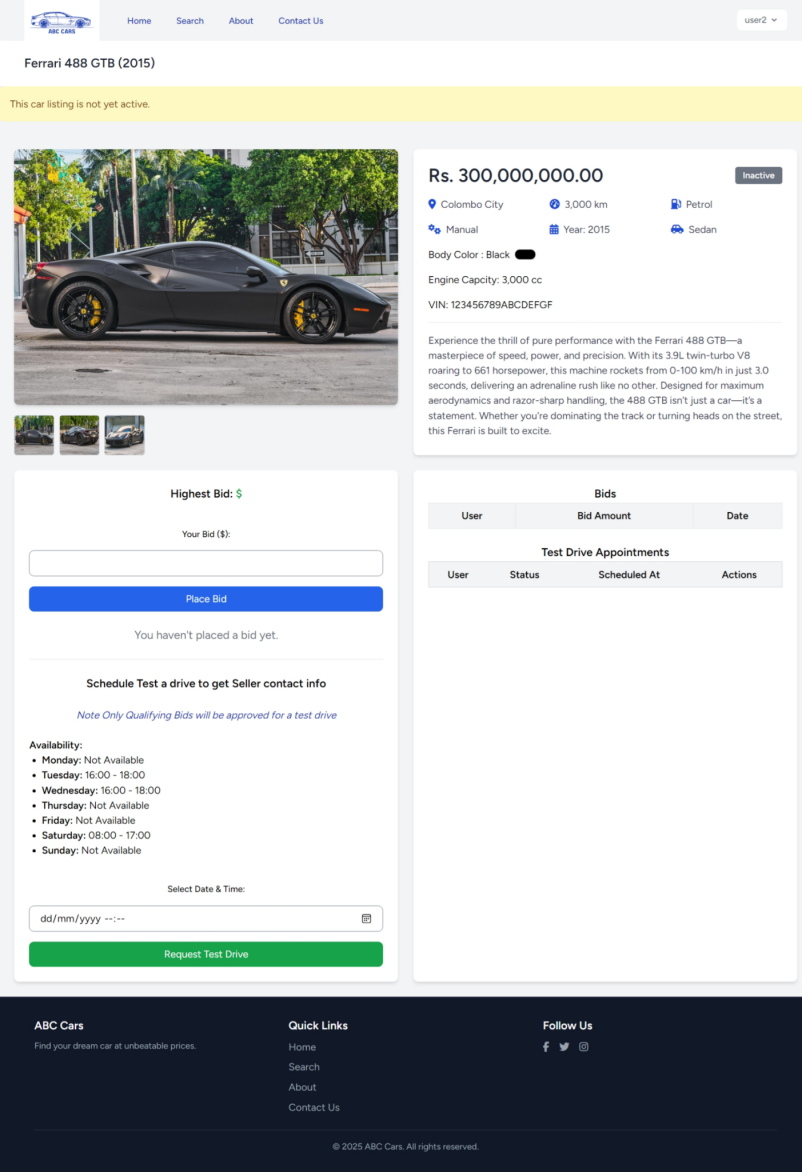 ABC CARS
Home Search About Contact Us
user2
Ferrari 488 GTB (2015)
This car listing is not yet active.
Rs. 300,000,000.00
Inactive
Colombo City 3,000 km Petrol
Manual Year: 2015 Sedan
Body Color : Black
Engine Capcity: 3,000 cc
VIN: 123456789ABCDEFGF
Experience the thrill of pure performance with the Ferrari 488 GTB—a
masterpiece of speed, power, and precision. With its 3.9L twin-turbo V8
roaring to 661 horsepower, this machine rockets from 0-100 km/h in just 3.0
seconds, delivering an adrenaline rush like no other. Designed for maximum
aerodynamics and razor-sharp handling, the 488 GTB isn't just a car—it's a
statement. Whether you're dominating the track or turning heads on the street,
this Ferrari is built to excite.
Highest Bid: $
Your Bid ($):
Place Bid
You haven't placed a bid yet.
Schedule Test a drive to get Seller contact info
Note Only Qualifying Bids will be approved for a test drive
Availability:
• Monday: Not Available
• Tuesday: 16:00 - 18:00
• Wednesday: 16:00 - 18:00
• Thursday: Not Available
• Friday: Not Available
• Saturday: 08:00 - 17:00
• Sunday: Not Available
Select Date & Time:
dd/mm/yyyy --:--
Request Test Drive
Bids
User Bid Amount Date
Test Drive Appointments
User Status Scheduled At Actions
ABC Cars
Find your dream car at unbeatable prices.
Quick Links
Home
Search
About
Contact Us
Follow Us
© 2025 ABC Cars. All rights reserved.